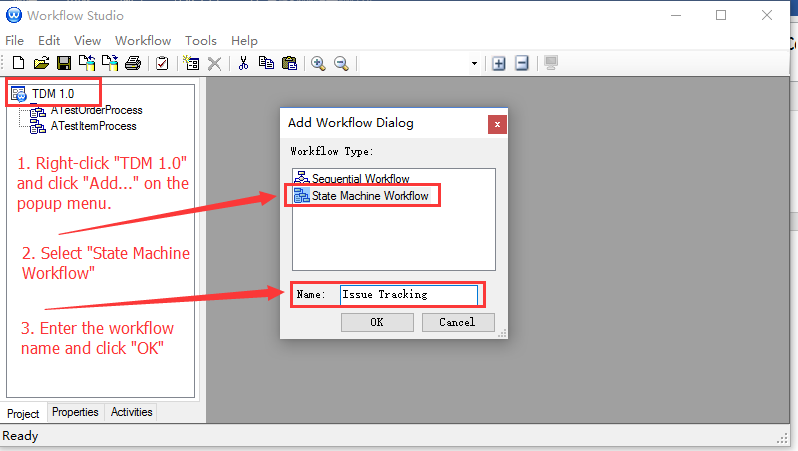 Workflow Studio
File Edit View Workflow Tools Help
TDM 1.0
ATestOrderProcess
ATestItemProcess
1. Right-click "TDM 1.0"
and click "Add..." on the
popup menu.
2. Select "State Machine
Workflow"
3. Enter the workflow
name and click "OK"
Add Workflow Dialog
x
Workflow Type:
Sequential Workflow
State Machine Workflow
Name: Issue Tracking
OK Cancel
Project Properties Activities
Ready